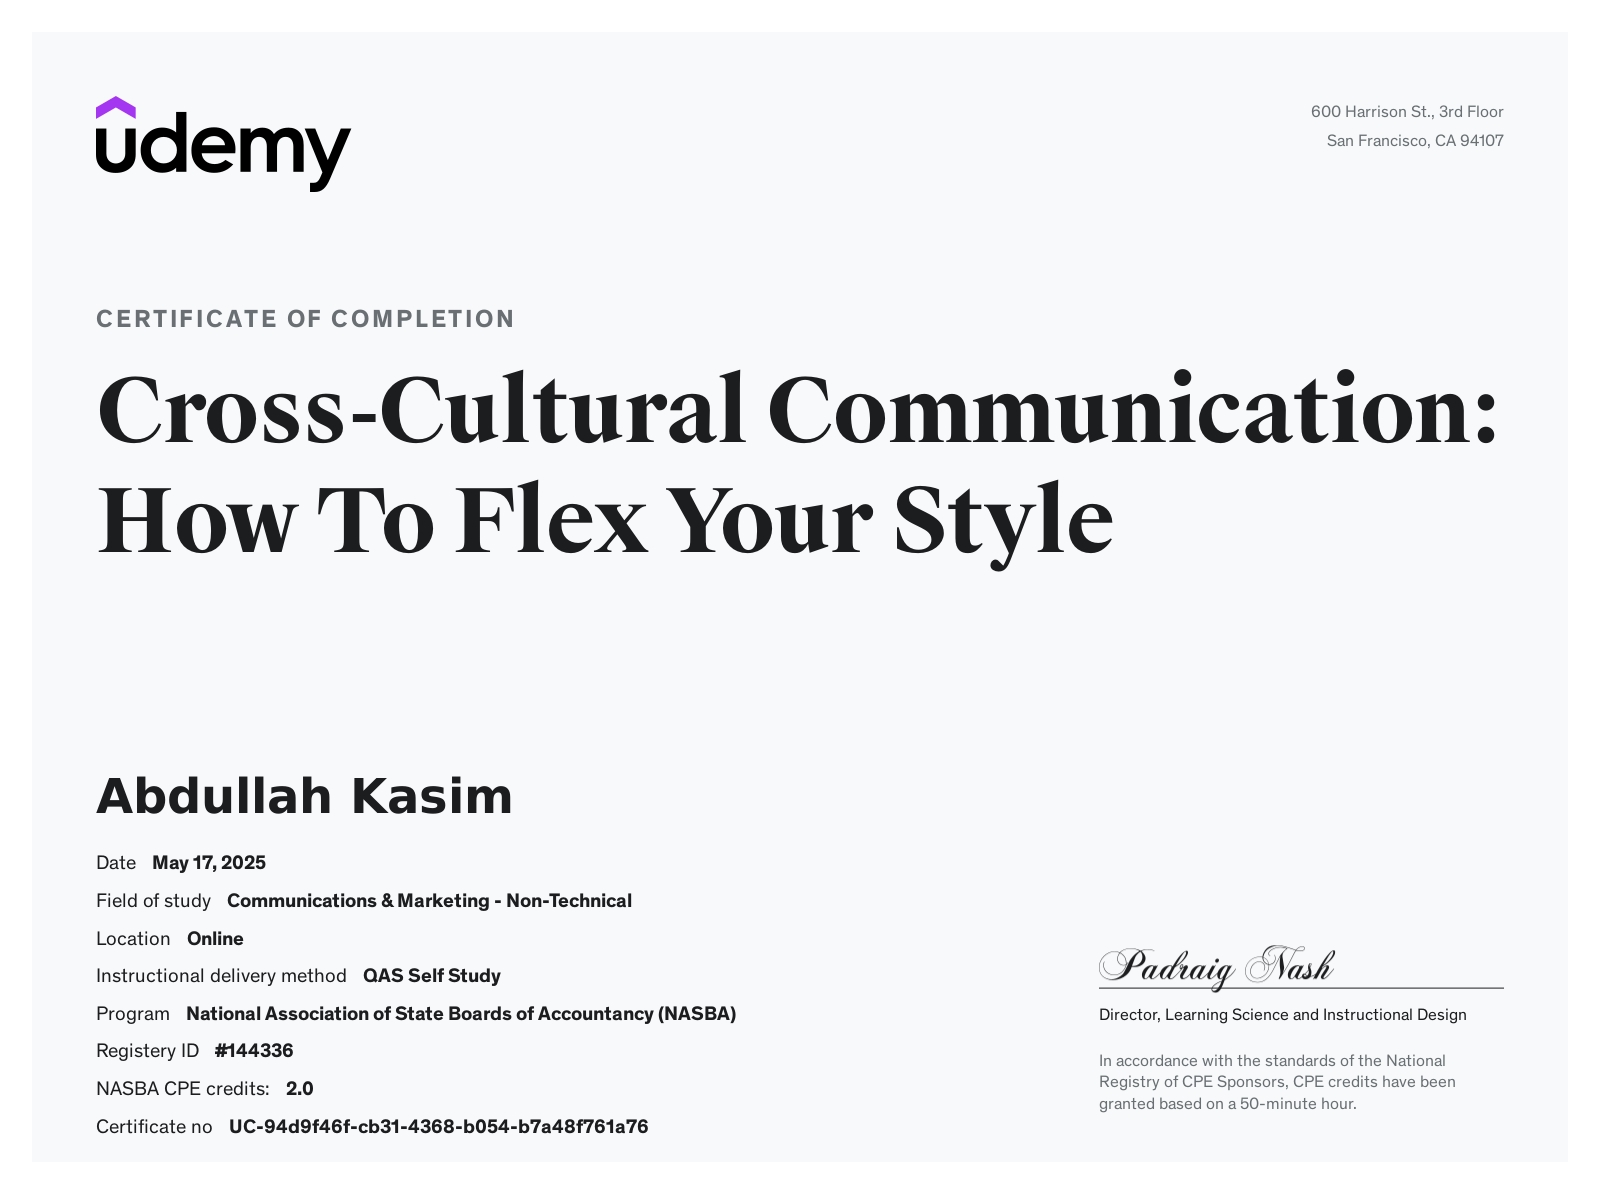 udemy
600 Harrison St., 3rd Floor
San Francisco, CA 94107
CERTIFICATE OF COMPLETION
Cross-Cultural Communication:
How To Flex Your Style
Abdullah Kasim
Date May 17, 2025
Field of study Communications & Marketing - Non-Technical
Location Online
Instructional delivery method QAS Self Study
Program National Association of State Boards of Accountancy (NASBA)
Registery ID #144336
NASBA CPE credits: 2.0
Certificate no UC-94d9f46f-cb31-4368-b054-b7a48f761a76
Padraig Nash
Director, Learning Science and Instructional Design
In accordance with the standards of the National
Registry of CPE Sponsors, CPE credits have been
granted based on a 50-minute hour.